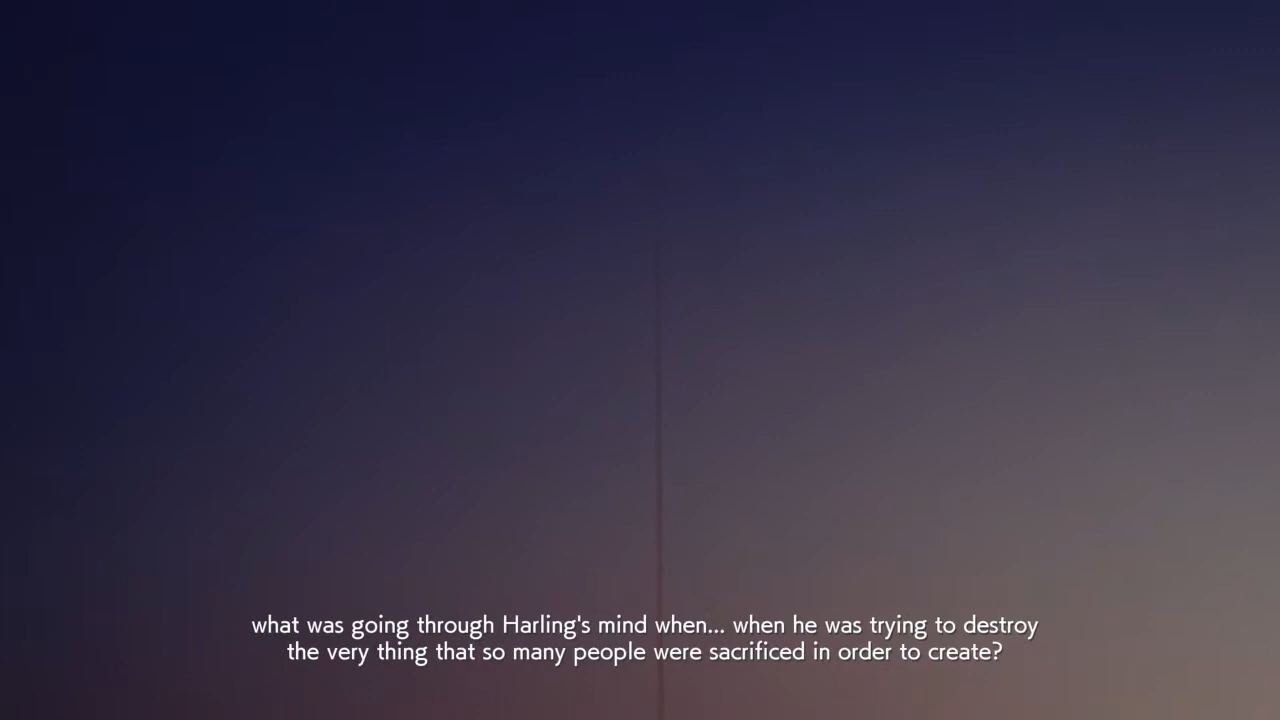 what was going through Harling's mind when... when he was trying to destroy
the very thing that so many people were sacrificed in order to create?